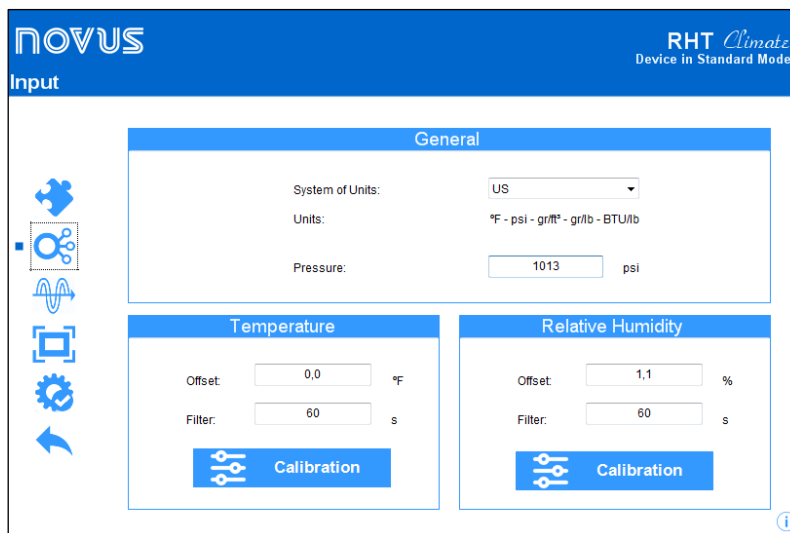 novus
RHT Climate
Device in Standard Mode
Input
General
System of Units: US
Units: ºF - psi - gr/ft³ - gr/lb - BTU/lb
Pressure: 1013 psi
Temperature
Offset: 0,0 ºF
Filter: 60 s
Calibration
Relative Humidity
Offset: 1,1 %
Filter: 60 s
Calibration
i